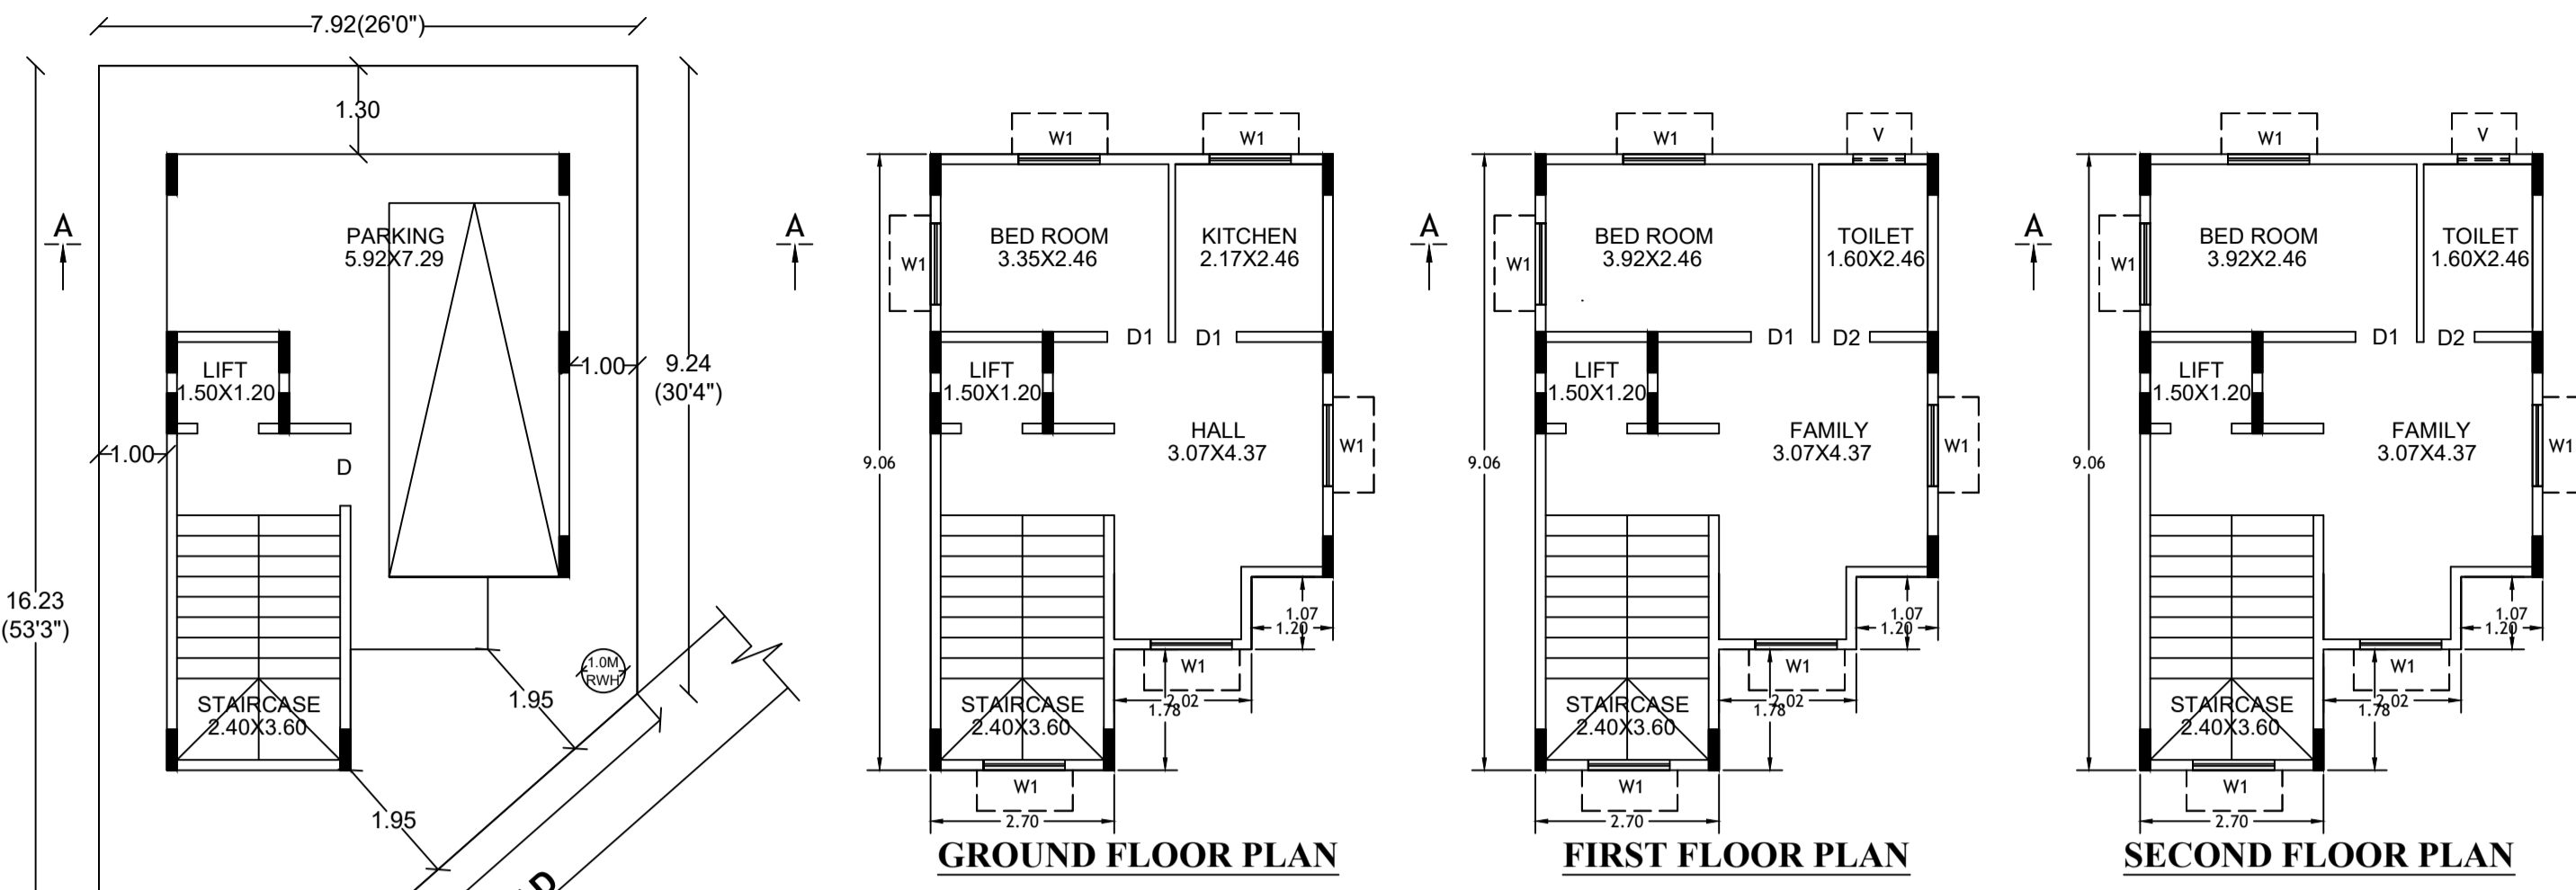 7.92(26'0")
1.30
A
PARKING
5.92X7.29
LIFT
1.50X1.20
1.00
9.24
(30'4")
1.00
D
16.23
(53'3")
1.0M
RWH
STAIRCASE
2.40X3.60
1.95
1.95
A
W1
W1
W1
BED ROOM
3.35X2.46
KITCHEN
2.17X2.46
D1
D1
LIFT
1.50X1.20
HALL
3.07X4.37
W1
9.06
1.07
1.20
W1
2.02
1.78
STAIRCASE
2.40X3.60
W1
2.70
GROUND FLOOR PLAN
A
W1
V
W1
BED ROOM
3.92X2.46
TOILET
1.60X2.46
D1
D2
LIFT
1.50X1.20
FAMILY
3.07X4.37
W1
9.06
1.07
1.20
W1
2.02
1.78
STAIRCASE
2.40X3.60
W1
2.70
FIRST FLOOR PLAN
A
W1
V
W1
BED ROOM
3.92X2.46
TOILET
1.60X2.46
D1
D2
LIFT
1.50X1.20
FAMILY
3.07X4.37
W1
9.06
1.07
1.20
W1
2.02
1.78
STAIRCASE
2.40X3.60
W1
2.70
SECOND FLOOR PLAN